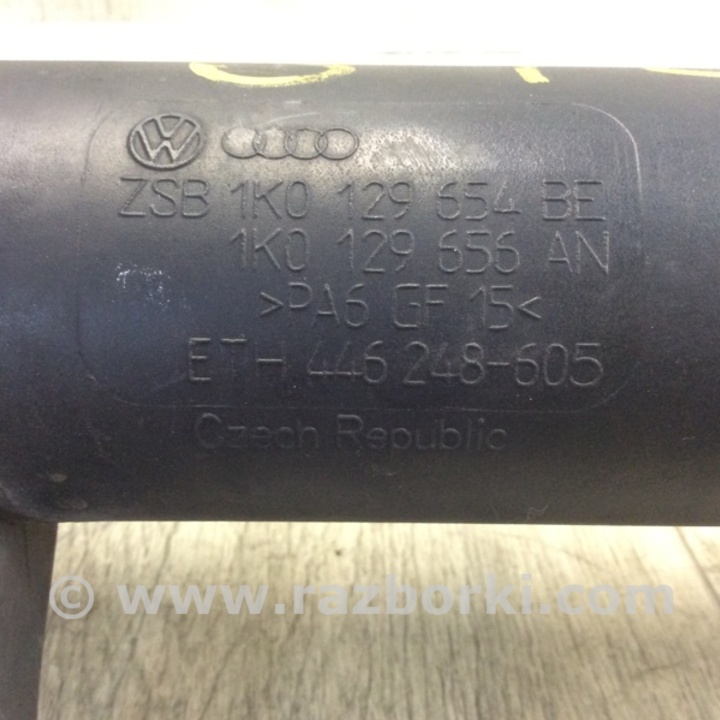 ZSB 1K0 129 654 BE
1K0 129 656 AN
>PA6 GF 15<
ETH 446 248-605
Czech Republic
© www.razborki.com